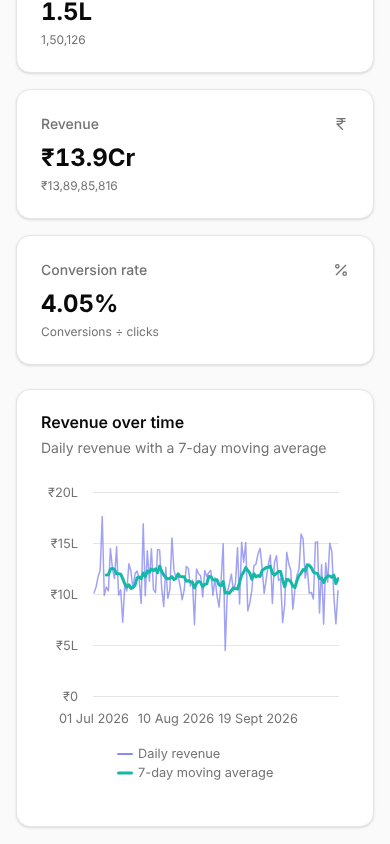 1.5L
1,50,126
Revenue ₹
₹13.9Cr
₹13,89,85,816
Conversion rate %
4.05%
Conversions ÷ clicks
Revenue over time
Daily revenue with a 7-day moving average
₹20L
₹15L
₹10L
₹5L
₹0
01 Jul 2026 10 Aug 2026 19 Sept 2026
Daily revenue
7-day moving average